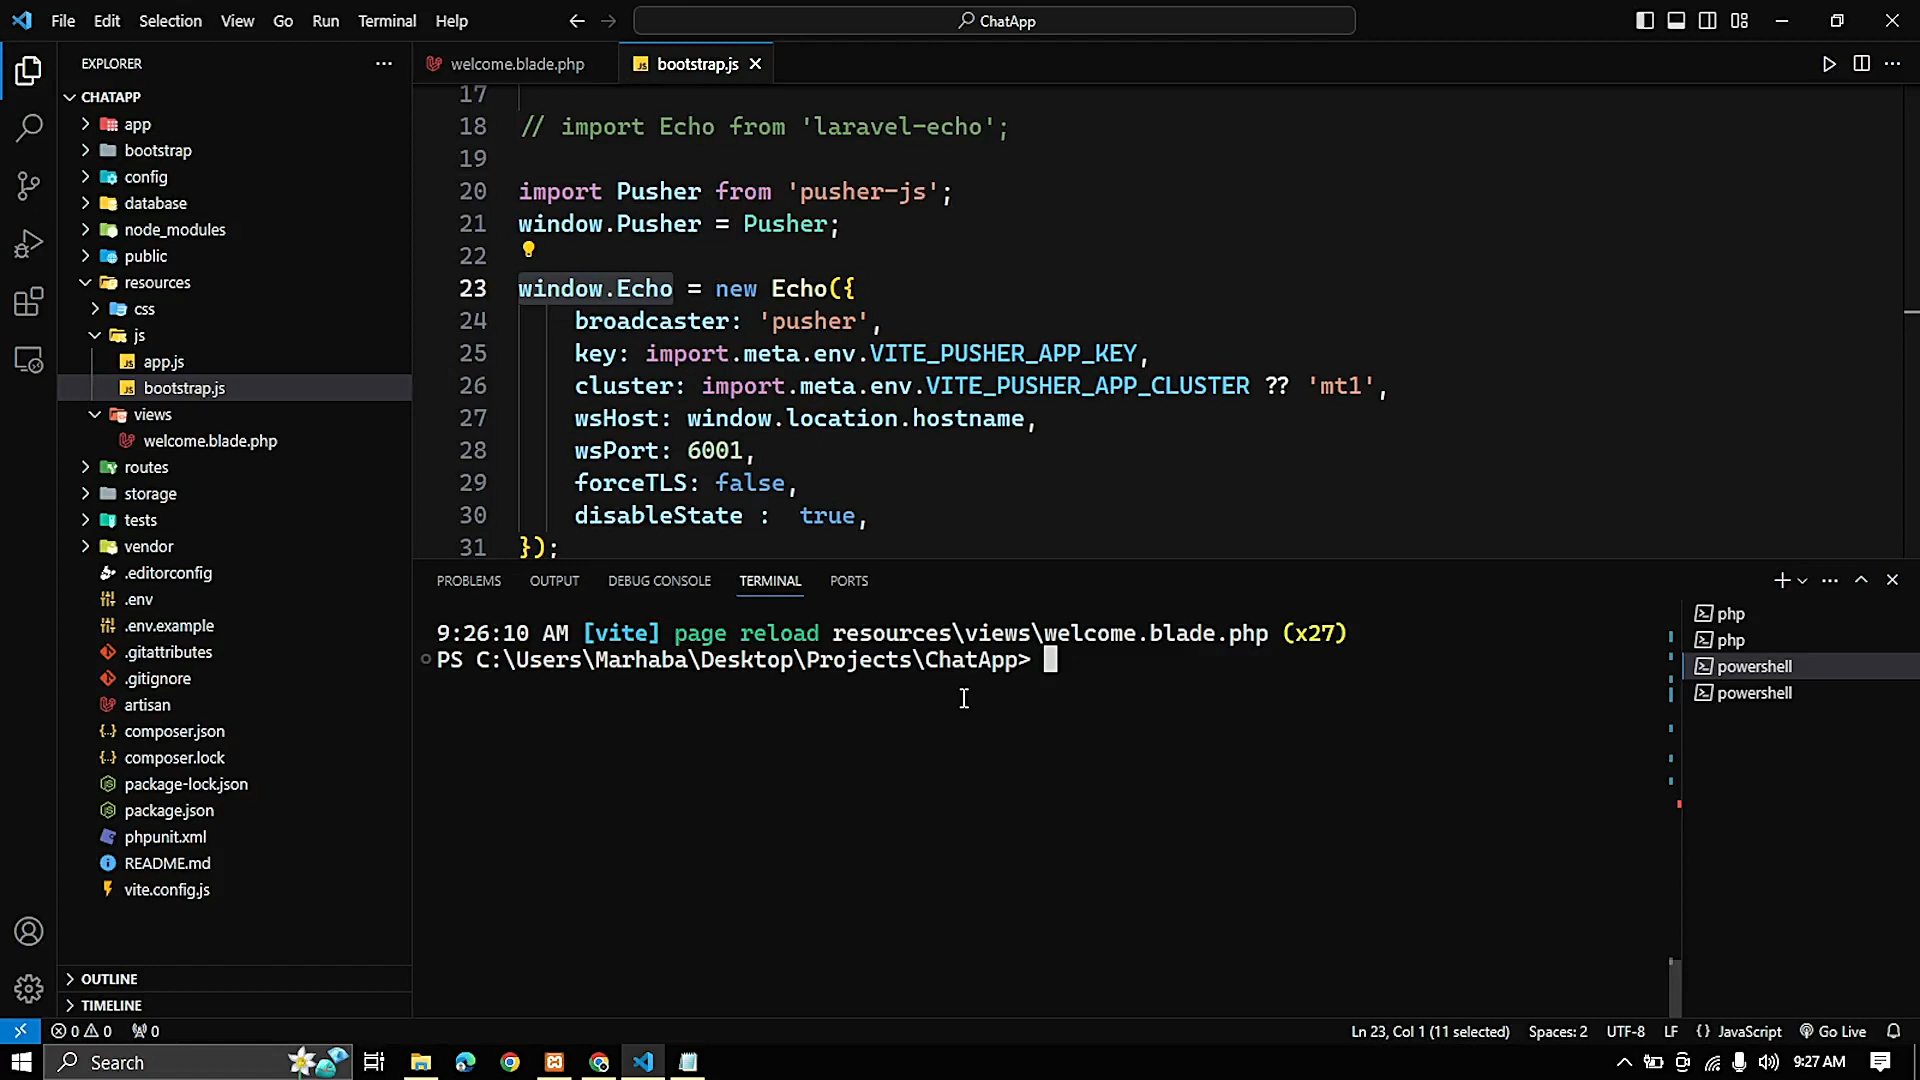 File Edit Selection View Go Run Terminal Help
ChatApp
EXPLORER
CHATAPP
app
bootstrap
config
database
node_modules
public
resources
css
js
app.js
bootstrap.js
views
welcome.blade.php
routes
storage
tests
vendor
.editorconfig
.env
.env.example
.gitattributes
.gitignore
artisan
composer.json
composer.lock
package-lock.json
package.json
phpunit.xml
README.md
vite.config.js
OUTLINE
TIMELINE
welcome.blade.php bootstrap.js
17
18 // import Echo from 'laravel-echo';
19
20 import Pusher from 'pusher-js';
21 window.Pusher = Pusher;
22
23 window.Echo = new Echo({
24 broadcaster: 'pusher',
25 key: import.meta.env.VITE_PUSHER_APP_KEY,
26 cluster: import.meta.env.VITE_PUSHER_APP_CLUSTER ?? 'mt1',
27 wsHost: window.location.hostname,
28 wsPort: 6001,
29 forceTLS: false,
30 disableState : true,
31 });
PROBLEMS OUTPUT DEBUG CONSOLE TERMINAL PORTS
9:26:10 AM [vite] page reload resources\views\welcome.blade.php (x27)
PS C:\Users\Marhaba\Desktop\Projects\ChatApp>
php
php
powershell
powershell
0 0 0
Ln 23, Col 1 (11 selected) Spaces: 2 UTF-8 LF {} JavaScript Go Live
Search
9:27 AM